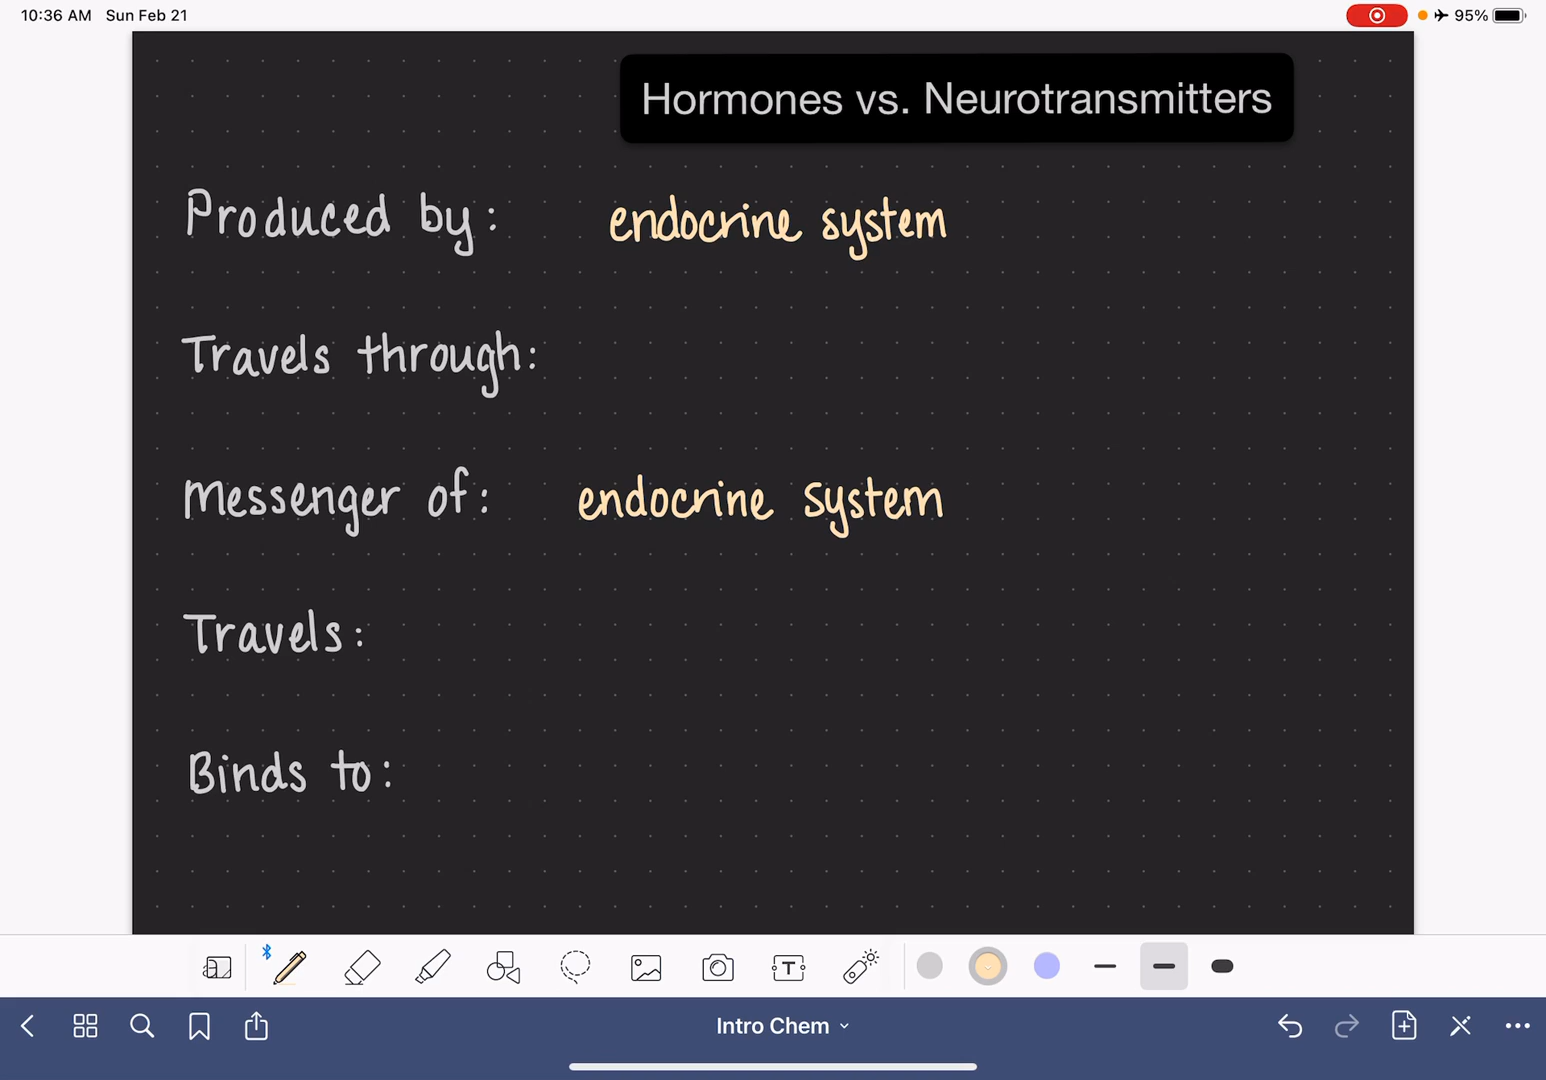 10:36 AM Sun Feb 21 95%
Hormones vs. Neurotransmitters
Produced by: endocrine system
Travels through:
Messenger of: endocrine system
Travels:
Binds to:
Intro Chem